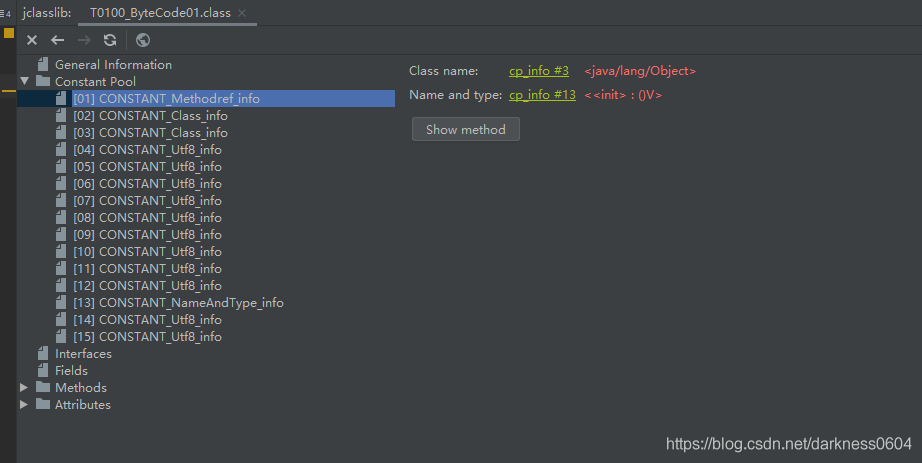 4 jclasslib: T0100_ByteCode01.class
General Information
Constant Pool
[01] CONSTANT_Methodref_info
[02] CONSTANT_Class_info
[03] CONSTANT_Class_info
[04] CONSTANT_Utf8_info
[05] CONSTANT_Utf8_info
[06] CONSTANT_Utf8_info
[07] CONSTANT_Utf8_info
[08] CONSTANT_Utf8_info
[09] CONSTANT_Utf8_info
[10] CONSTANT_Utf8_info
[11] CONSTANT_Utf8_info
[12] CONSTANT_Utf8_info
[13] CONSTANT_NameAndType_info
[14] CONSTANT_Utf8_info
[15] CONSTANT_Utf8_info
Interfaces
Fields
Methods
Attributes
Class name: cp_info #3 <java/lang/Object>
Name and type: cp_info #13 <<init> : ()V>
Show method
https://blog.csdn.net/darkness0604